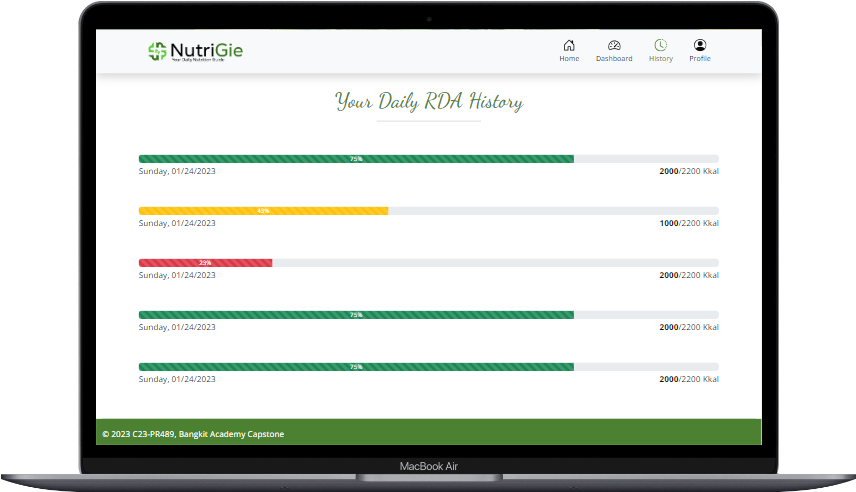 NutriGie
Your Daily Nutrition Guide
Home
Dashboard
History
Profile
Your Daily RDA History
75%
Sunday, 01/24/2023
2000/2200 Kkal
43%
Sunday, 01/24/2023
1000/2200 Kkal
23%
Sunday, 01/24/2023
2000/2200 Kkal
75%
Sunday, 01/24/2023
2000/2200 Kkal
75%
Sunday, 01/24/2023
2000/2200 Kkal
© 2023 C23-PR489, Bangkit Academy Capstone
MacBook Air